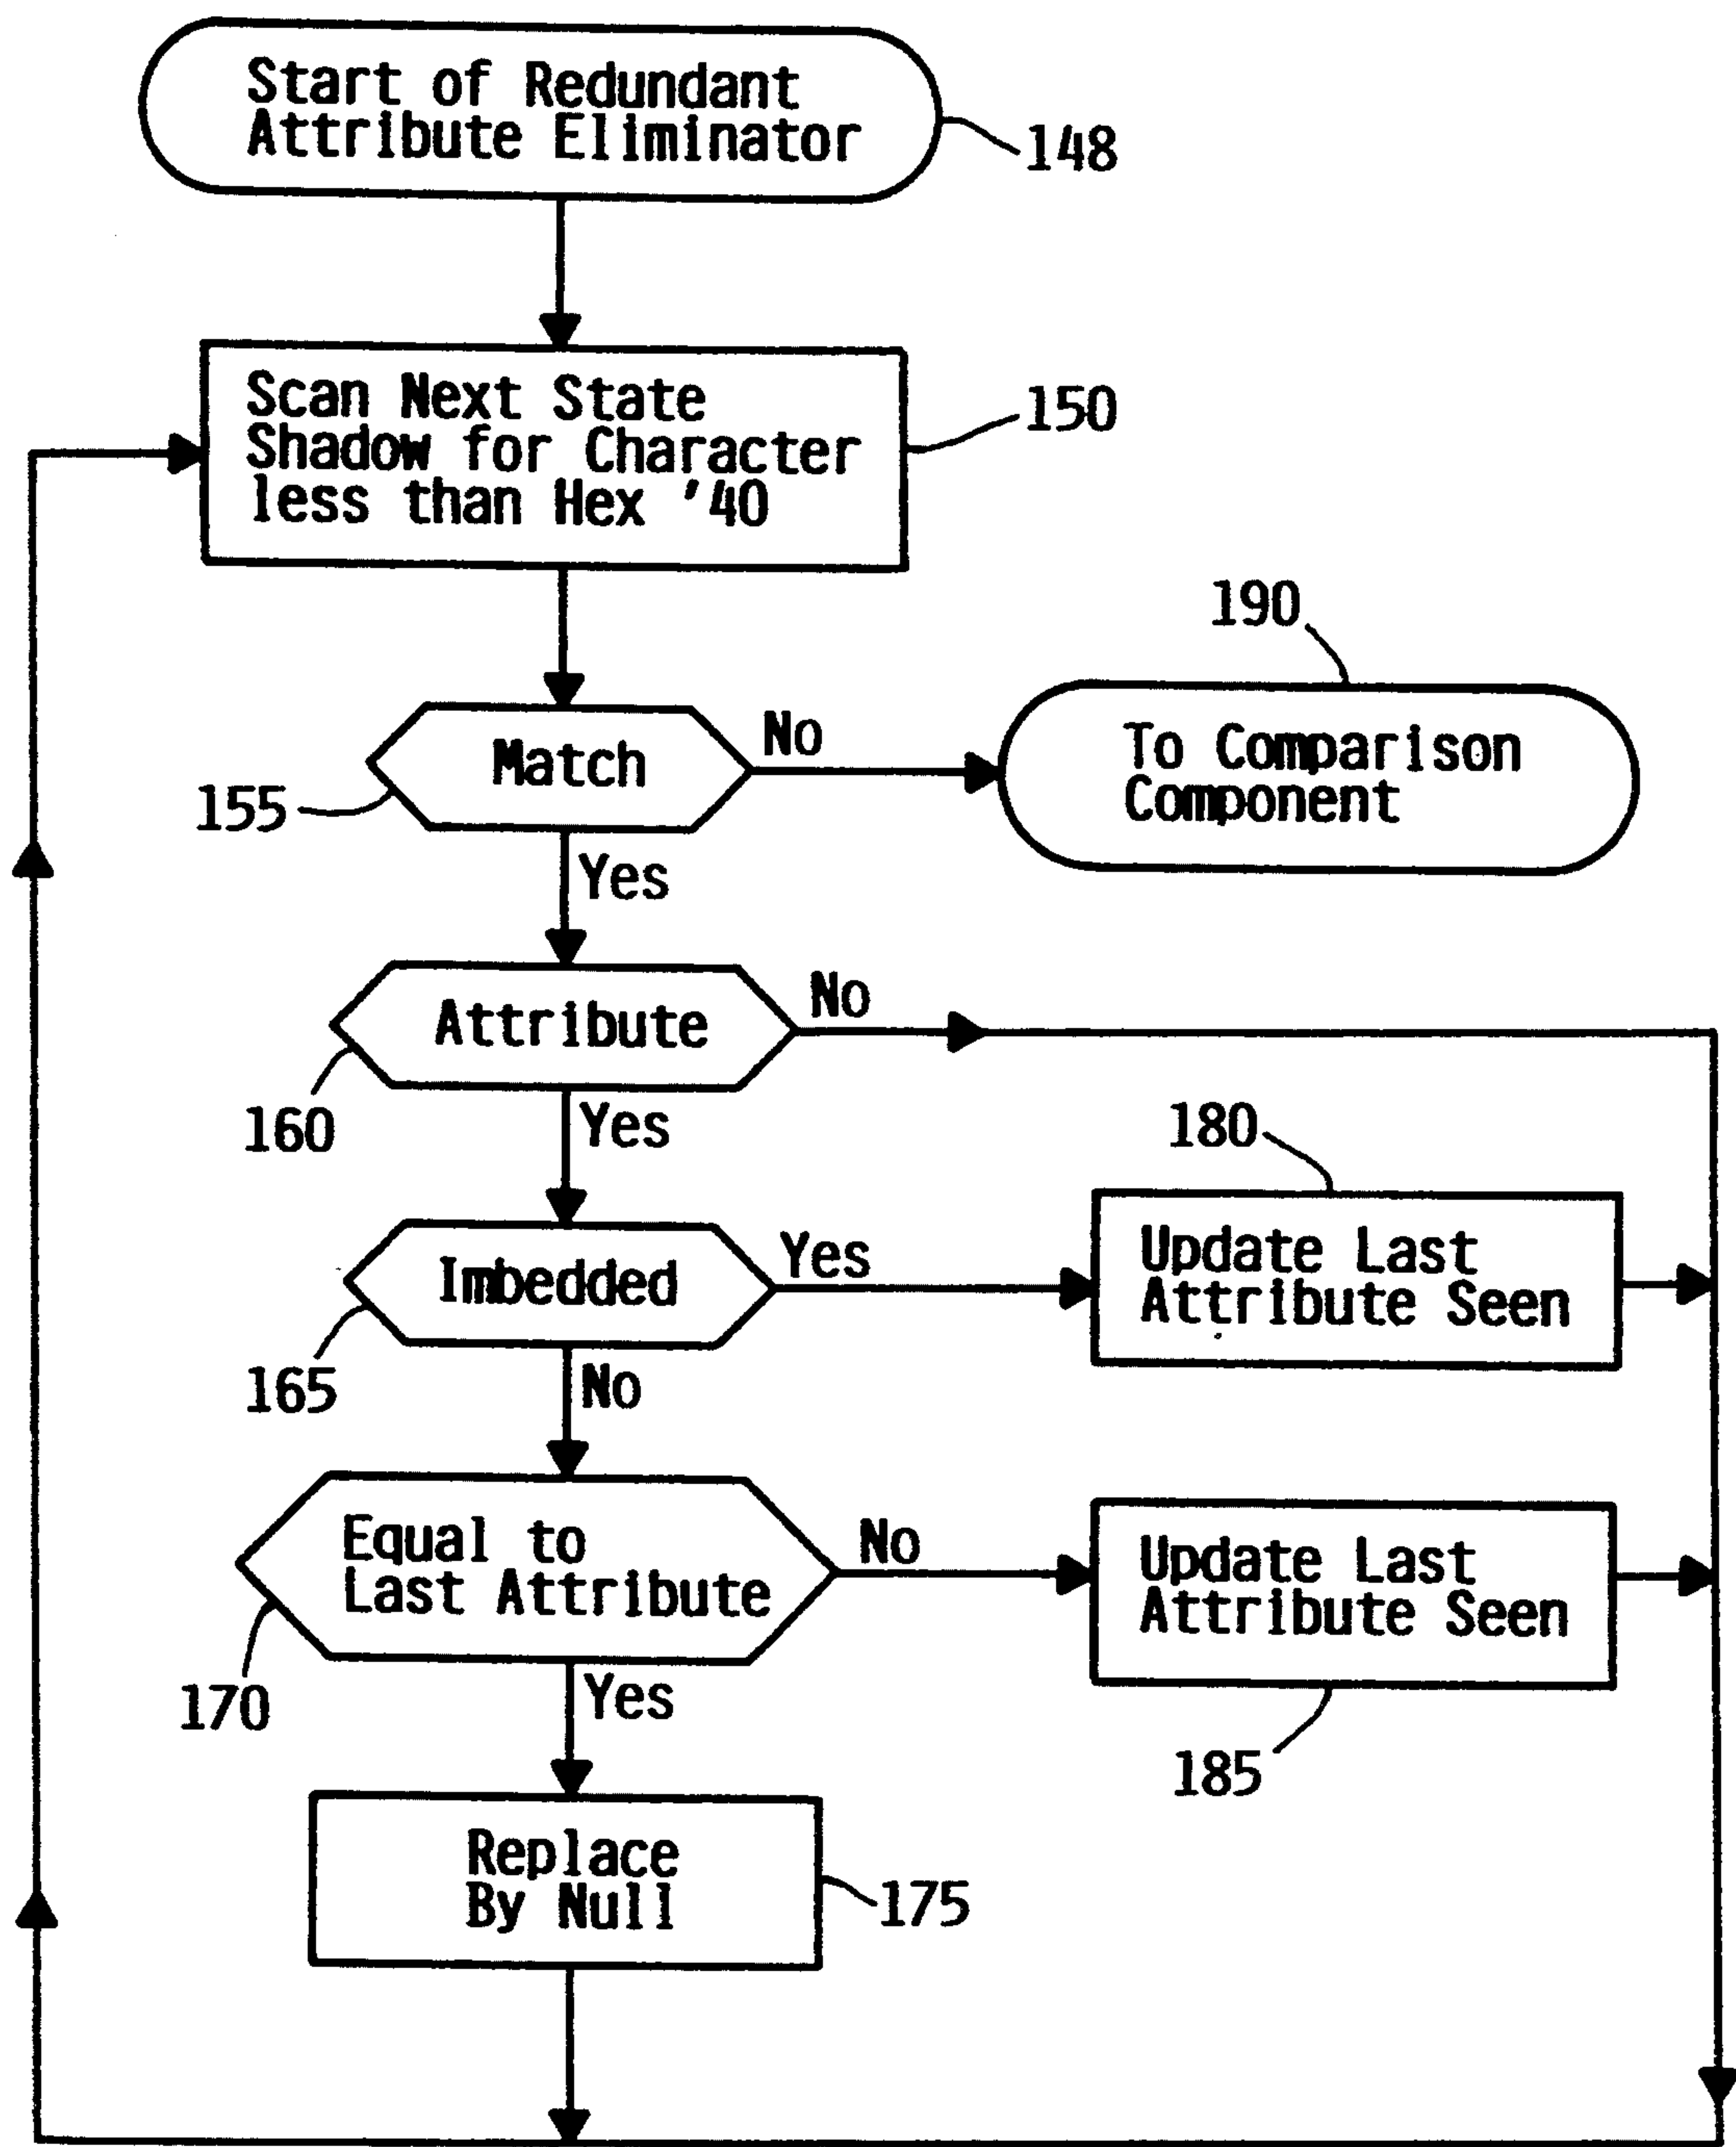 Start of Redundant
Attribute Eliminator
148
Scan Next State
Shadow for Character
less than Hex '40
150
190
Match
No
To Comparison
Component
155
Yes
Attribute
No
160
Yes
180
Imbedded
Yes
Update Last
Attribute Seen
165
No
Equal to
Last Attribute
No
Update Last
Attribute Seen
170
Yes
185
Replace
By Null
175